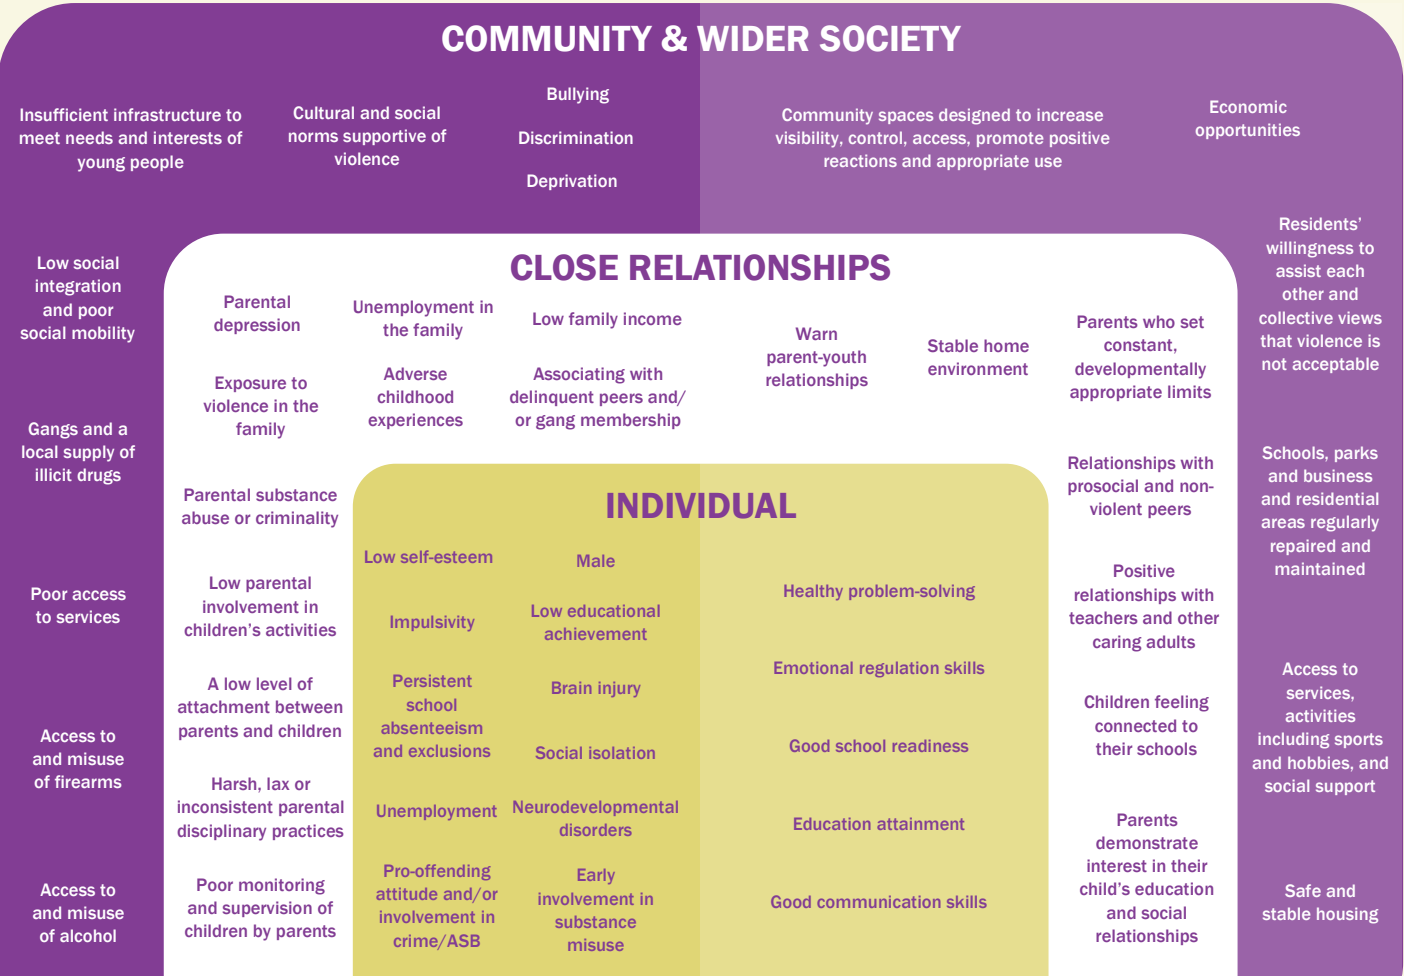 COMMUNITY & WIDER SOCIETY
Insufficient infrastructure to
meet needs and interests of
young people
Cultural and social
norms supportive of
violence
Bullying
Discrimination
Deprivation
Community spaces designed to increase
visibility, control, access, promote positive
reactions and appropriate use
Economic
opportunities
Low social
integration
and poor
social mobility
Gangs and a
local supply of
illicit drugs
Poor access
to services
Access to
and misuse
of firearms
Access to
and misuse
of alcohol
Residents’
willingness to
assist each
other and
collective views
that violence is
not acceptable
Schools, parks
and business
and residential
areas regularly
repaired and
maintained
Access to
services,
activities
including sports
and hobbies, and
social support
Safe and
stable housing
CLOSE RELATIONSHIPS
Parental
depression
Unemployment in
the family
Low family income
Exposure to
violence in the
family
Adverse
childhood
experiences
Associating with
delinquent peers and/
or gang membership
Parental substance
abuse or criminality
Low parental
involvement in
children’s activities
A low level of
attachment between
parents and children
Harsh, lax or
inconsistent parental
disciplinary practices
Poor monitoring
and supervision of
children by parents
Warn
parent-youth
relationships
Stable home
environment
Parents who set
constant,
developmentally
appropriate limits
Relationships with
prosocial and non-
violent peers
Positive
relationships with
teachers and other
caring adults
Children feeling
connected to
their schools
Parents
demonstrate
interest in their
child’s education
and social
relationships
INDIVIDUAL
Low self-esteem
Impulsivity
Persistent
school
absenteeism
and exclusions
Unemployment
Pro-offending
attitude and/or
involvement in
crime/ASB
Male
Low educational
achievement
Brain injury
Social isolation
Neurodevelopmental
disorders
Early
involvement in
substance
misuse
Healthy problem-solving
Emotional regulation skills
Good school readiness
Education attainment
Good communication skills